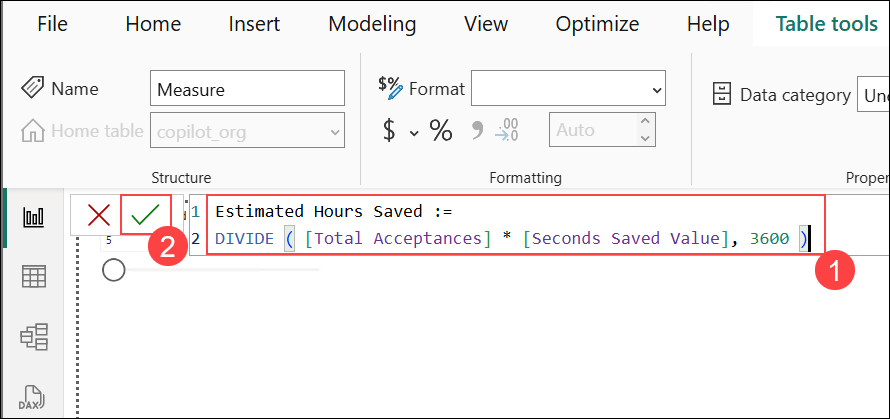 File Home Insert Modeling View Optimize Help Table tools
Name Measure $% Format Data category Unc
Home table copilot_org $ % .00 →.0 Auto
Structure Formatting Proper
1 Estimated Hours Saved :=
2 DIVIDE ( [Total Acceptances] * [Seconds Saved Value], 3600 )
2
1
5
DAX